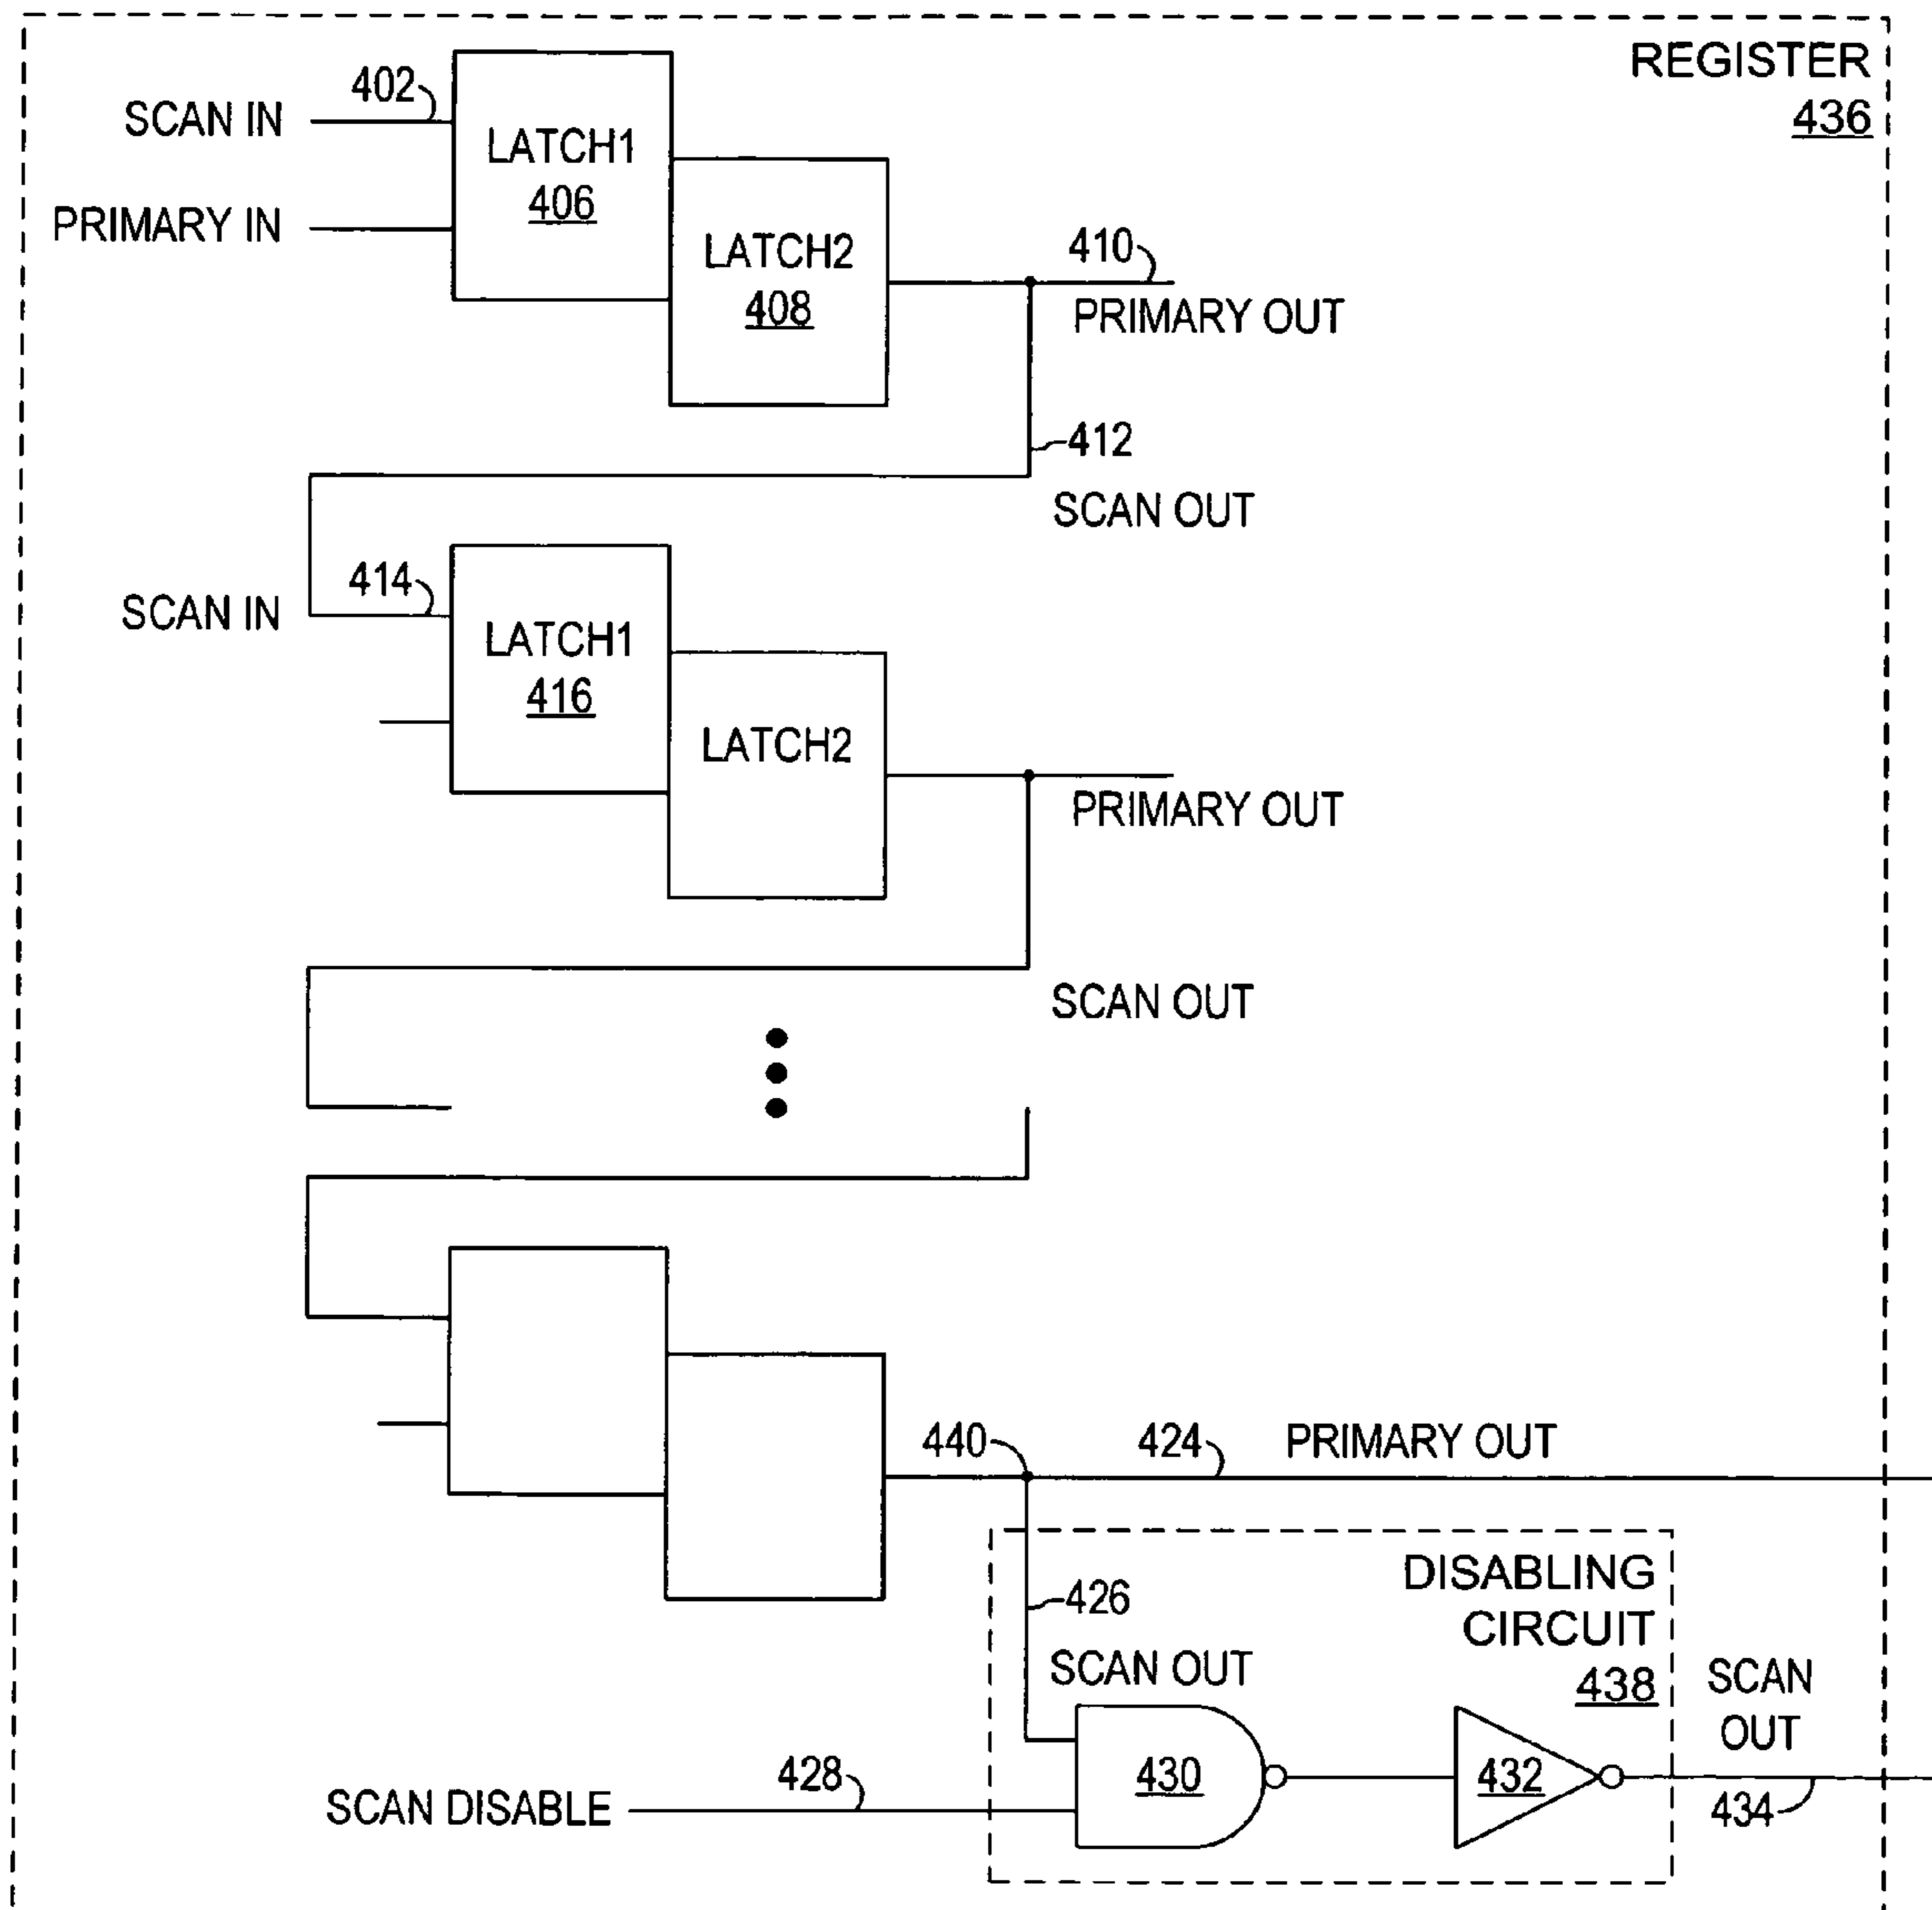 REGISTER
436
402
SCAN IN
LATCH1
406
PRIMARY IN
LATCH2
408
410
PRIMARY OUT
412
SCAN OUT
414
SCAN IN
LATCH1
416
LATCH2
PRIMARY OUT
SCAN OUT
440
424
PRIMARY OUT
426
DISABLING
CIRCUIT
438
SCAN OUT
SCAN
OUT
430
432
428
SCAN DISABLE
434